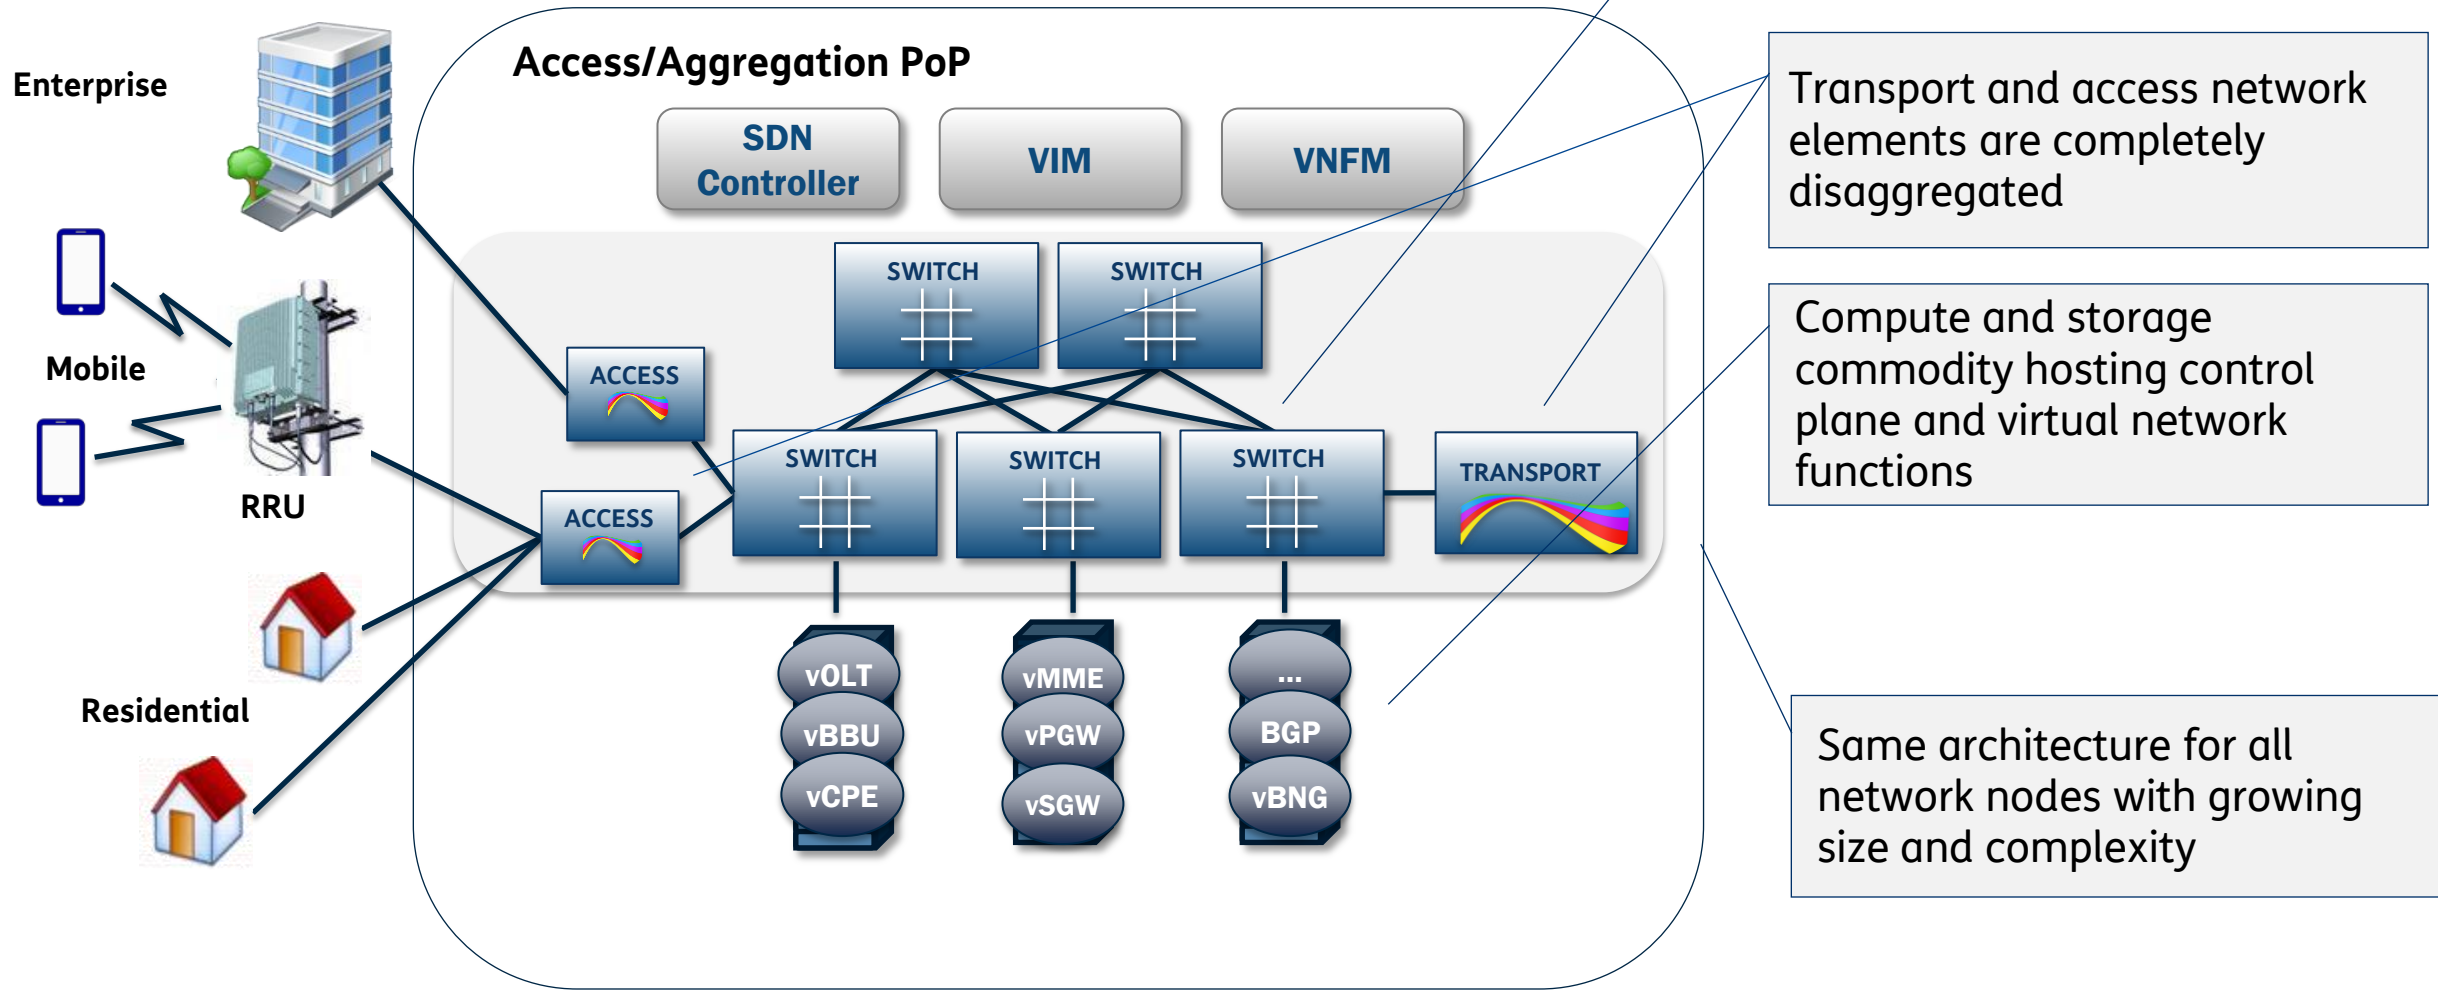 Access/Aggregation PoP
Enterprise
SDN
Controller
VIM
VNFM
Transport and access network
elements are completely
disaggregated
SWITCH
SWITCH
Mobile
ACCESS
Compute and storage
commodity hosting control
plane and virtual network
functions
RRU
ACCESS
SWITCH
SWITCH
SWITCH
TRANSPORT
Residential
vOLT
vBBU
vCPE
vMME
vPGW
vSGW
...
BGP
vBNG
Same architecture for all
network nodes with growing
size and complexity